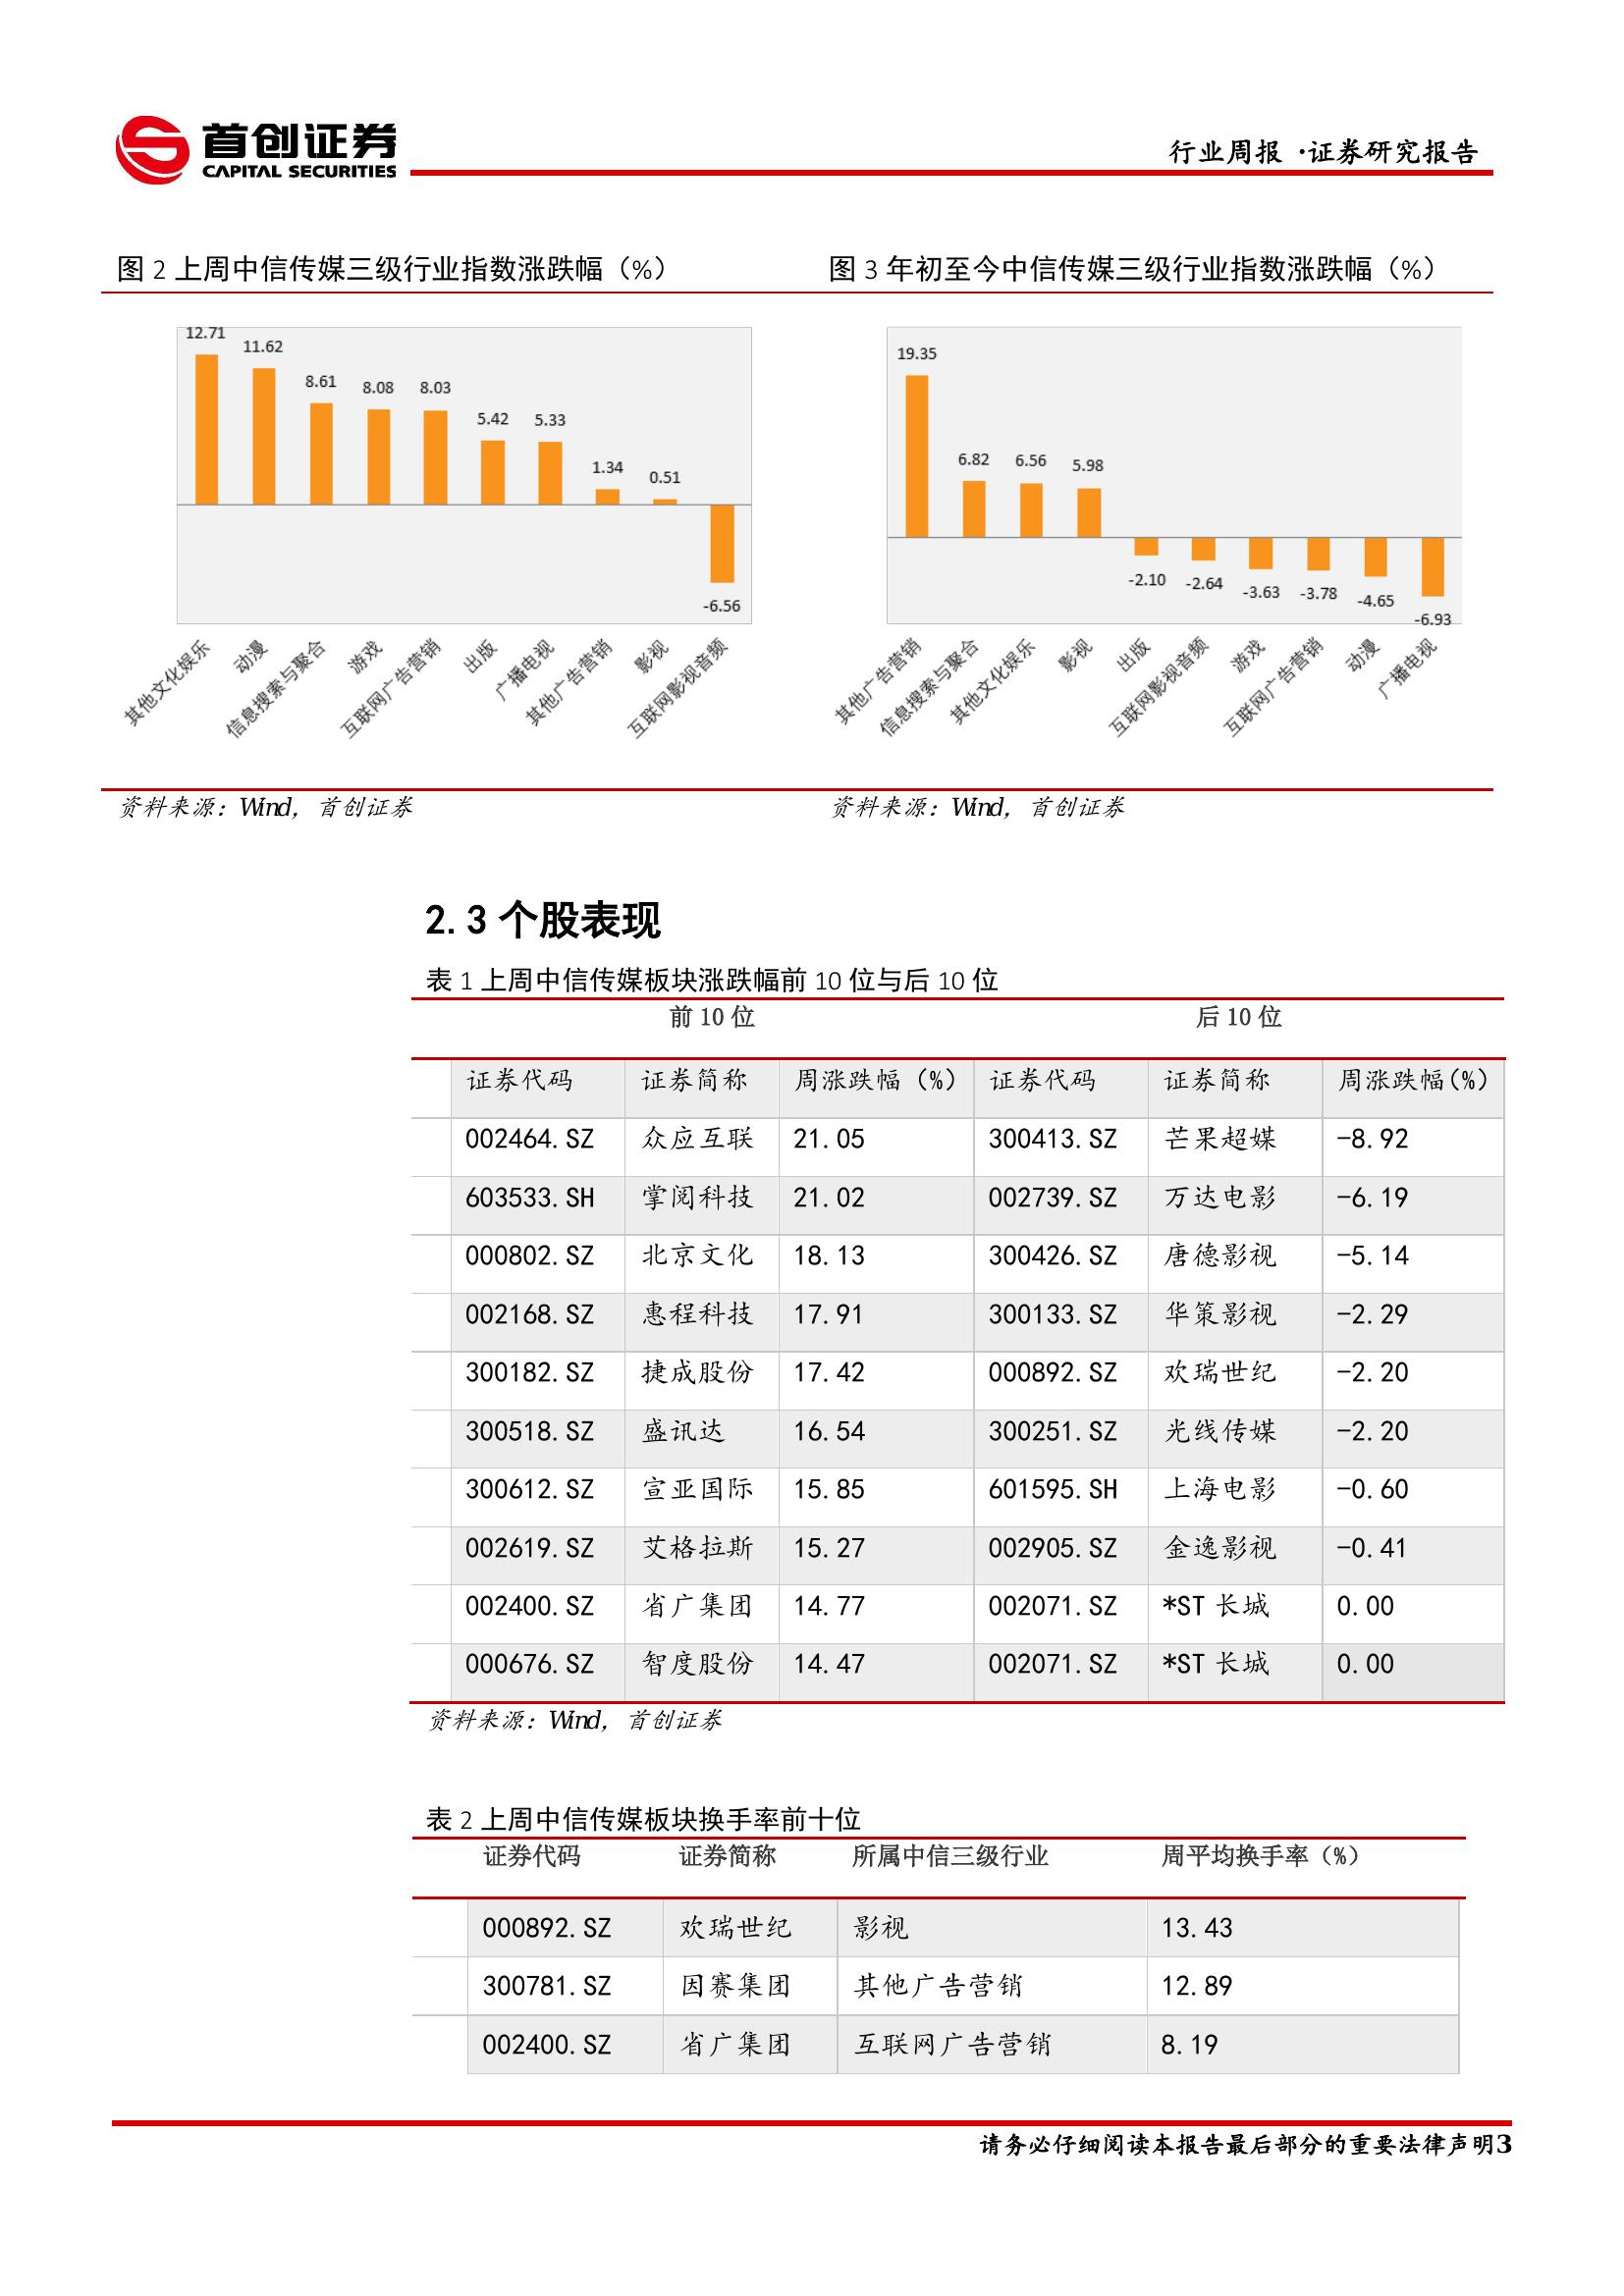 首创证券
CAPITAL SECURITIES
行业周报 ·证券研究报告
图 2 上周中信传媒三级行业指数涨跌幅（%）
12.71
11.62
8.61
8.08
8.03
5.42
5.33
1.34
0.51
-6.56
其他文化娱乐
动漫
信息搜索与聚合
游戏
互联网广告营销
出版
广播电视
其他广告营销
影视
互联网影视音频
资料来源：Wind，首创证券
图 3 年初至今中信传媒三级行业指数涨跌幅（%）
19.35
6.82
6.56
5.98
-2.10
-2.64
-3.63
-3.78
-4.65
-6.93
其他广告营销
信息搜索与聚合
其他文化娱乐
影视
出版
互联网影视音频
游戏
互联网广告营销
动漫
广播电视
资料来源：Wind，首创证券
2.3 个股表现
表 1 上周中信传媒板块涨跌幅前 10 位与后 10 位
前 10 位 后 10 位
证券代码 证券简称 周涨跌幅（%） 证券代码 证券简称 周涨跌幅(%)
002464.SZ 众应互联 21.05 300413.SZ 芒果超媒 -8.92
603533.SH 掌阅科技 21.02 002739.SZ 万达电影 -6.19
000802.SZ 北京文化 18.13 300426.SZ 唐德影视 -5.14
002168.SZ 惠程科技 17.91 300133.SZ 华策影视 -2.29
300182.SZ 捷成股份 17.42 000892.SZ 欢瑞世纪 -2.20
300518.SZ 盛讯达 16.54 300251.SZ 光线传媒 -2.20
300612.SZ 宣亚国际 15.85 601595.SH 上海电影 -0.60
002619.SZ 艾格拉斯 15.27 002905.SZ 金逸影视 -0.41
002400.SZ 省广集团 14.77 002071.SZ *ST 长城 0.00
000676.SZ 智度股份 14.47 002071.SZ *ST 长城 0.00
资料来源：Wind，首创证券
表 2 上周中信传媒板块换手率前十位
证券代码 证券简称 所属中信三级行业 周平均换手率（%）
000892.SZ 欢瑞世纪 影视 13.43
300781.SZ 因赛集团 其他广告营销 12.89
002400.SZ 省广集团 互联网广告营销 8.19
请务必仔细阅读本报告最后部分的重要法律声明3